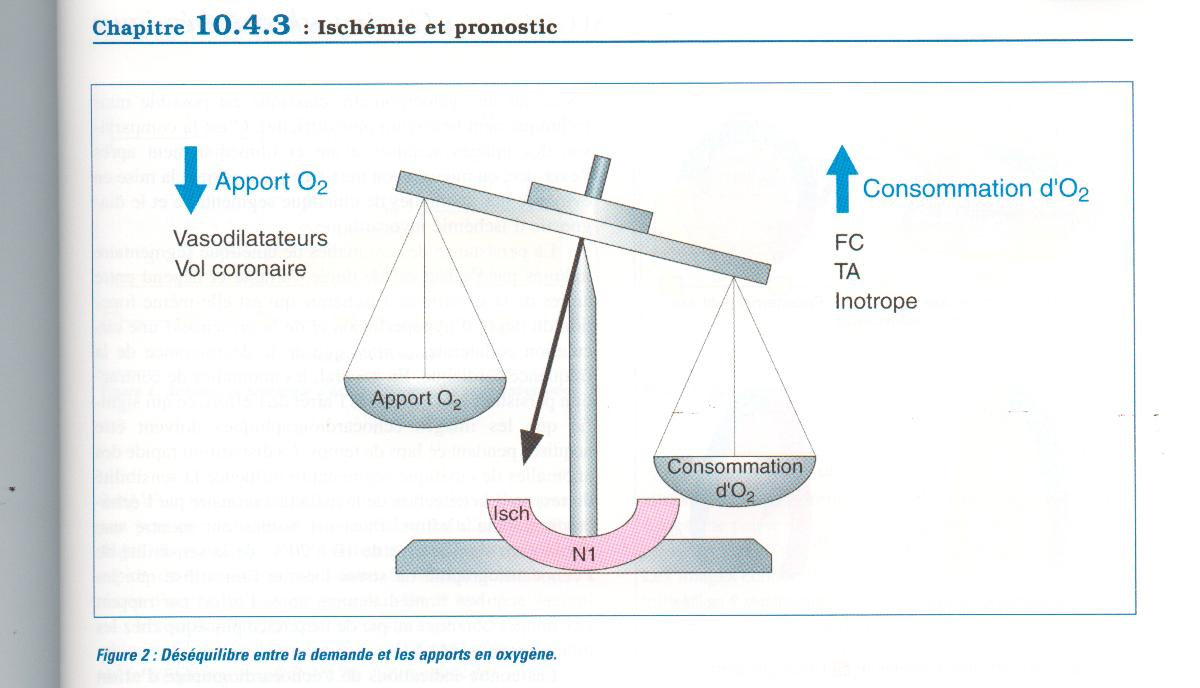 Chapitre 10.4.3 : Ischémie et pronostic
Apport O2
Vasodilatateurs
Vol coronaire
Consommation d'O2
FC
TA
Inotrope
Apport O2
Consommation
d'O2
Isch
N1
Figure 2 : Déséquilibre entre la demande et les apports en oxygène.